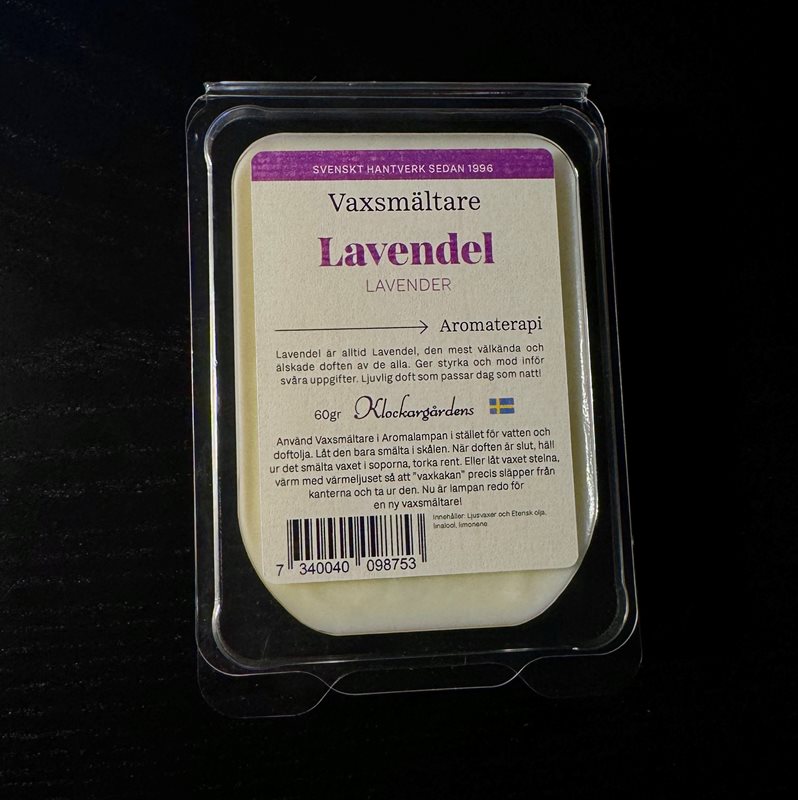 SVENSKT HANTVERK SEDAN 1996
Vaxsmältare
Lavendel
LAVENDER
Aromaterapi
Lavendel är alltid Lavendel, den mest välkända och
älskade doften av de alla. Ger styrka och mod inför
svåra uppgifter. Ljuvlig doft som passar dag som natt!
60gr Klockargårdens
Använd Vaxsmältare i Aromalampan i stället för vatten och
doftolja. Låt den bara smälta i skålen. När doften är slut, häll
ur det smälta vaxet i soporna, torka rent. Eller låt vaxet stelna,
värm med värmeljuset så att "vaxkakan" precis släpper från
kanterna och ta ur den. Nu är lampan redo för
en ny vaxsmältare!
Innehåller: Ljusvaxer och Etersk olja,
linalool, limonene.
7 340040 098753